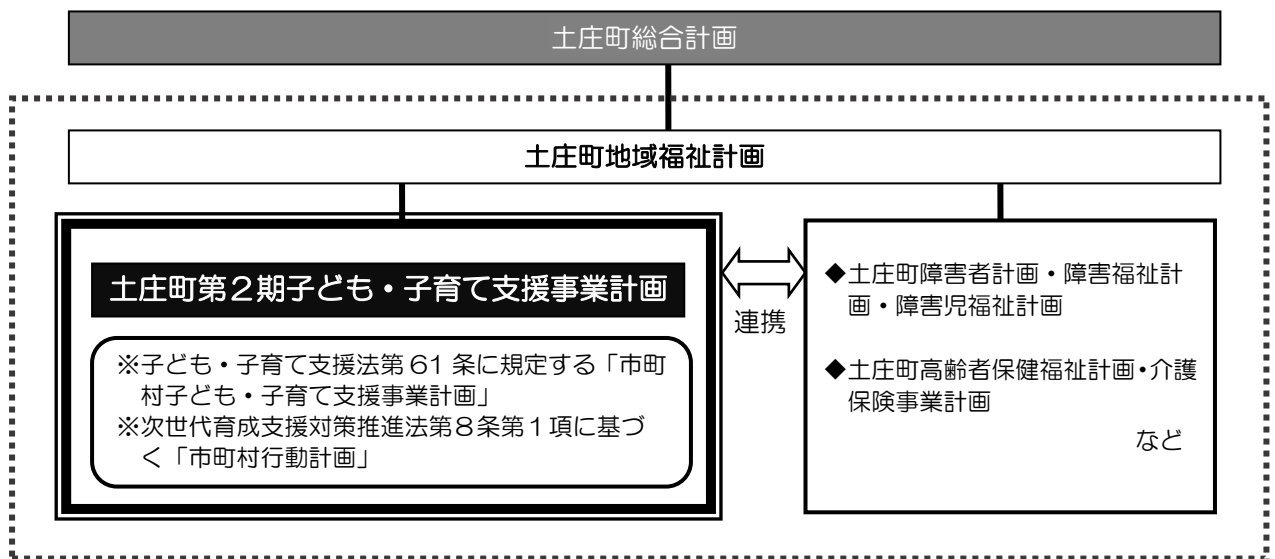 土庄町総合計画
土庄町地域福祉計画
土庄町第２期子ども・子育て支援事業計画
※子ども・子育て支援法第 61 条に規定する「市町
村子ども・子育て支援事業計画」
※次世代育成支援対策推進法第８条第１項に基づ
く「市町村行動計画」
連携
◆土庄町障害者計画・障害福祉計
画・障害児福祉計画
◆土庄町高齢者保健福祉計画・介護
保険事業計画
など